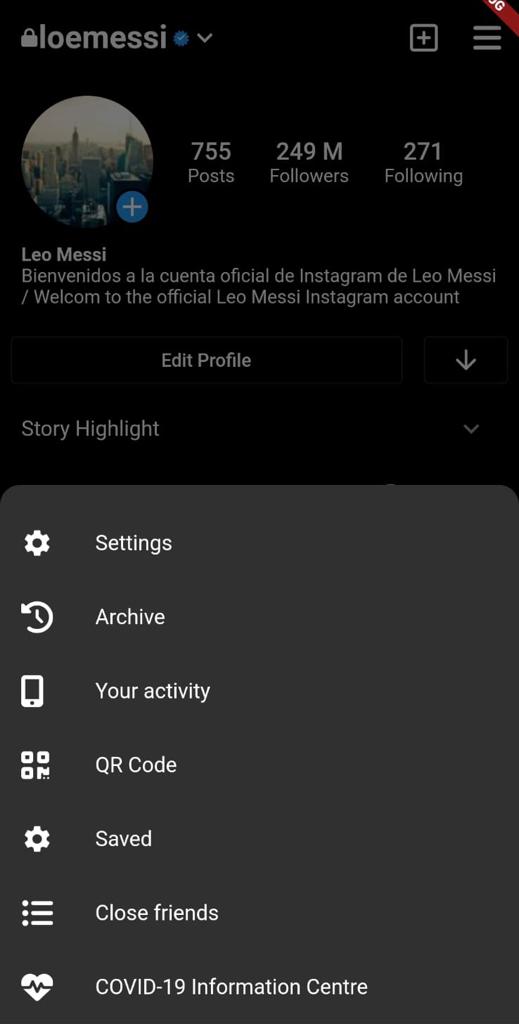 loemessi
755
249 M
271
Posts
Followers
Following
Leo Messi
Bienvenidos a la cuenta oficial de Instagram de Leo Messi
/ Welcom to the official Leo Messi Instagram account
Edit Profile
Story Highlight
Settings
Archive
Your activity
QR Code
Saved
Close friends
COVID-19 Information Centre